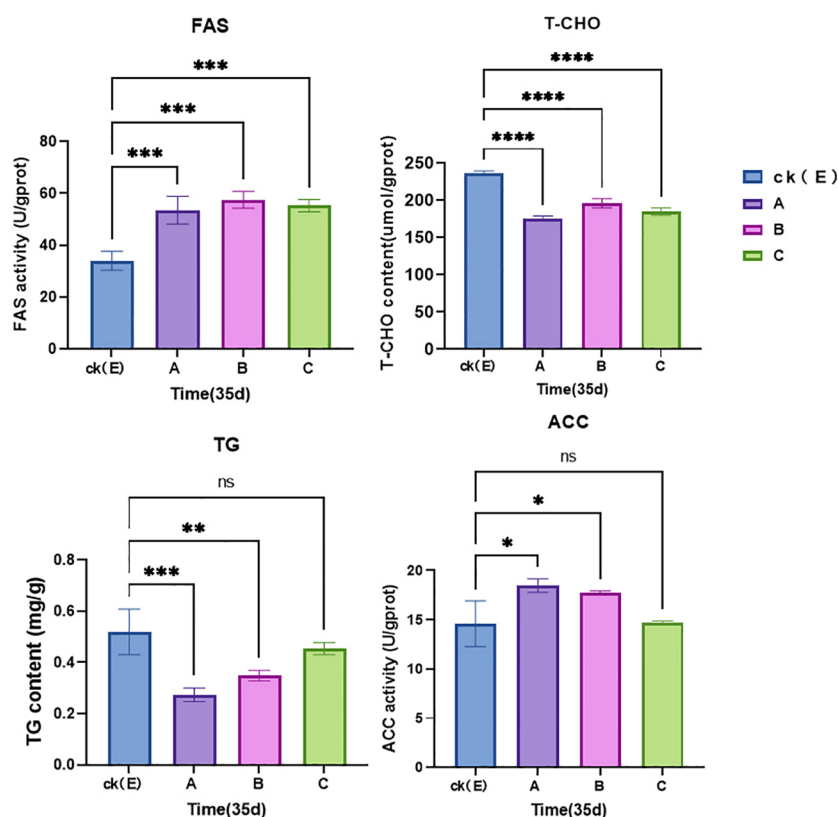 FAS
***
***
***
80
60
40
20
0
FAS activity (U/gprot)
ck(E)
A
B
C
Time(35d)
T-CHO
****
****
****
250
200
150
100
50
0
T-CHO content(umol/gprot)
ck(E)
A
B
C
Time(35d)
ck(E)
A
B
C
TG
ns
**
***
0.8
0.6
0.4
0.2
0.0
TG content (mg/g)
ck(E)
A
B
C
Time(35d)
ACC
ns
*
*
20
15
10
5
0
ACC activity (U/gprot)
ck(E)
A
B
C
Time(35d)